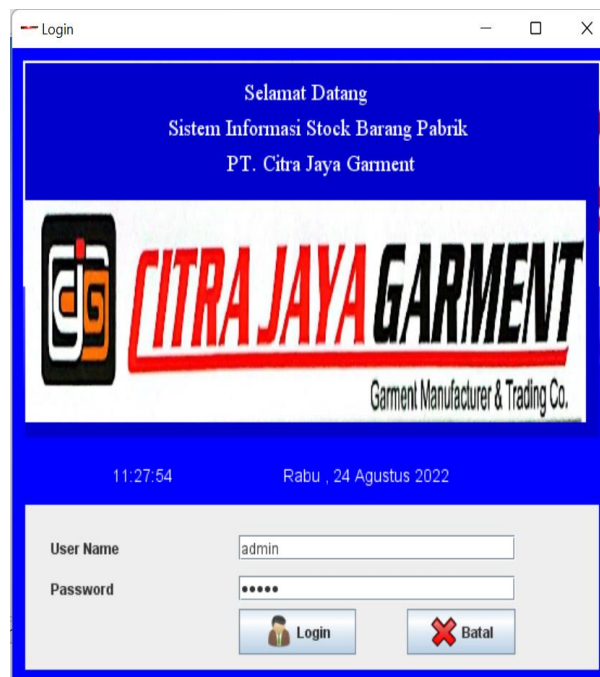 Login
Selamat Datang
Sistem Informasi Stock Barang Pabrik
PT. Citra Jaya Garment
CJG CITRA JAYA GARMENT
Garment Manufacturer & Trading Co.
11:27:54 Rabu , 24 Agustus 2022
User Name admin
Password •••••
Login Batal